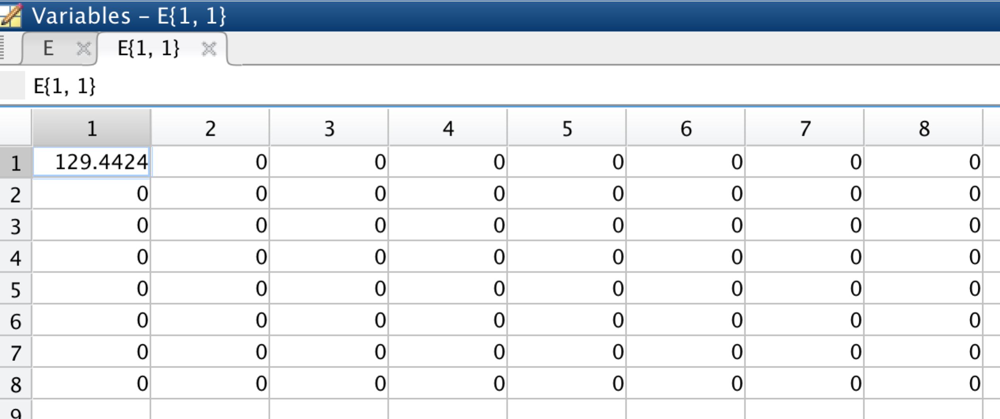 Variables – E{1, 1}
E E{1, 1}
E{1, 1}
1 2 3 4 5 6 7 8
1 129.4424 0 0 0 0 0 0 0
2 0 0 0 0 0 0 0 0
3 0 0 0 0 0 0 0 0
4 0 0 0 0 0 0 0 0
5 0 0 0 0 0 0 0 0
6 0 0 0 0 0 0 0 0
7 0 0 0 0 0 0 0 0
8 0 0 0 0 0 0 0 0
9